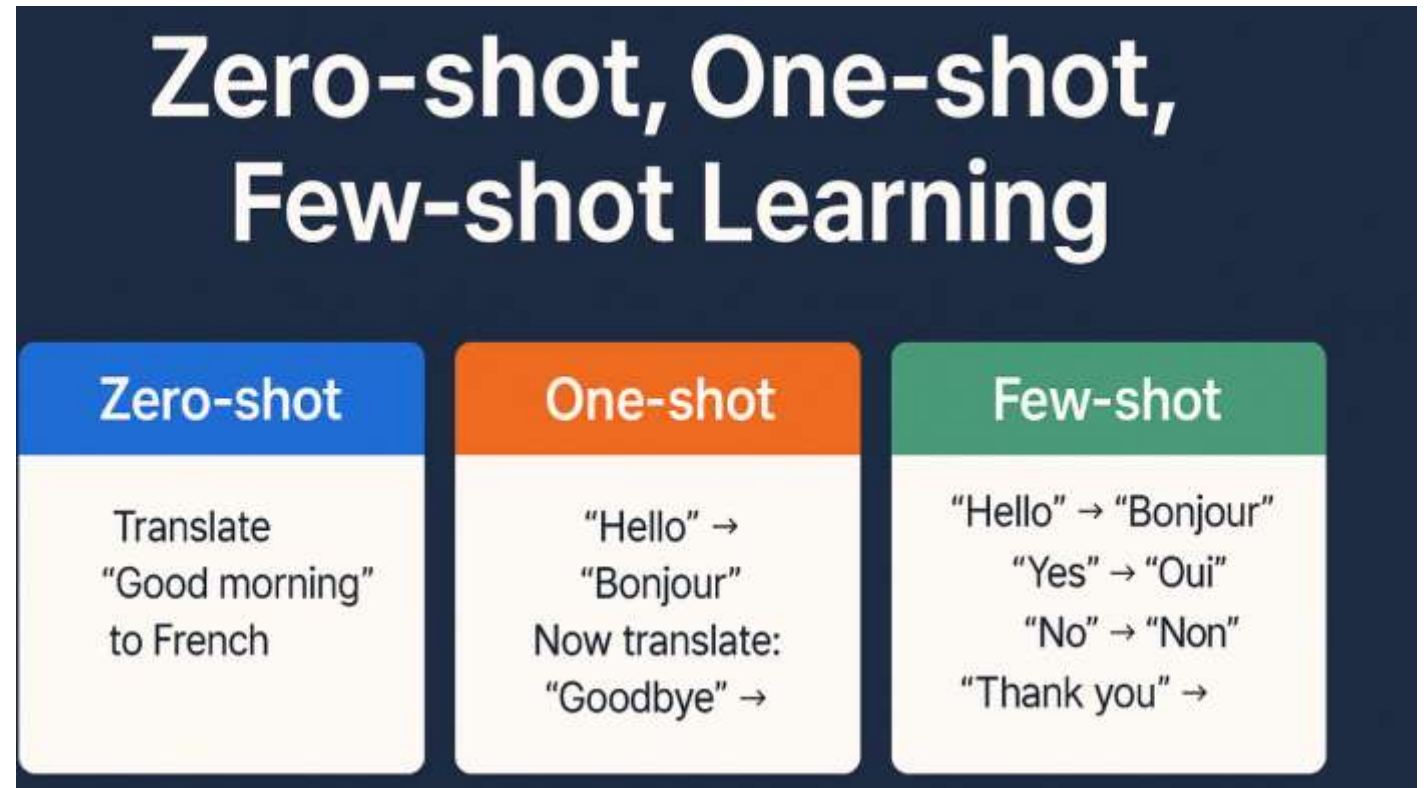 Zero-shot, One-shot,
Few-shot Learning
Zero-shot
Translate
“Good morning”
to French
One-shot
“Hello” →
“Bonjour”
Now translate:
“Goodbye” →
Few-shot
“Hello” → “Bonjour”
“Yes” → “Oui”
“No” → “Non”
“Thank you” →